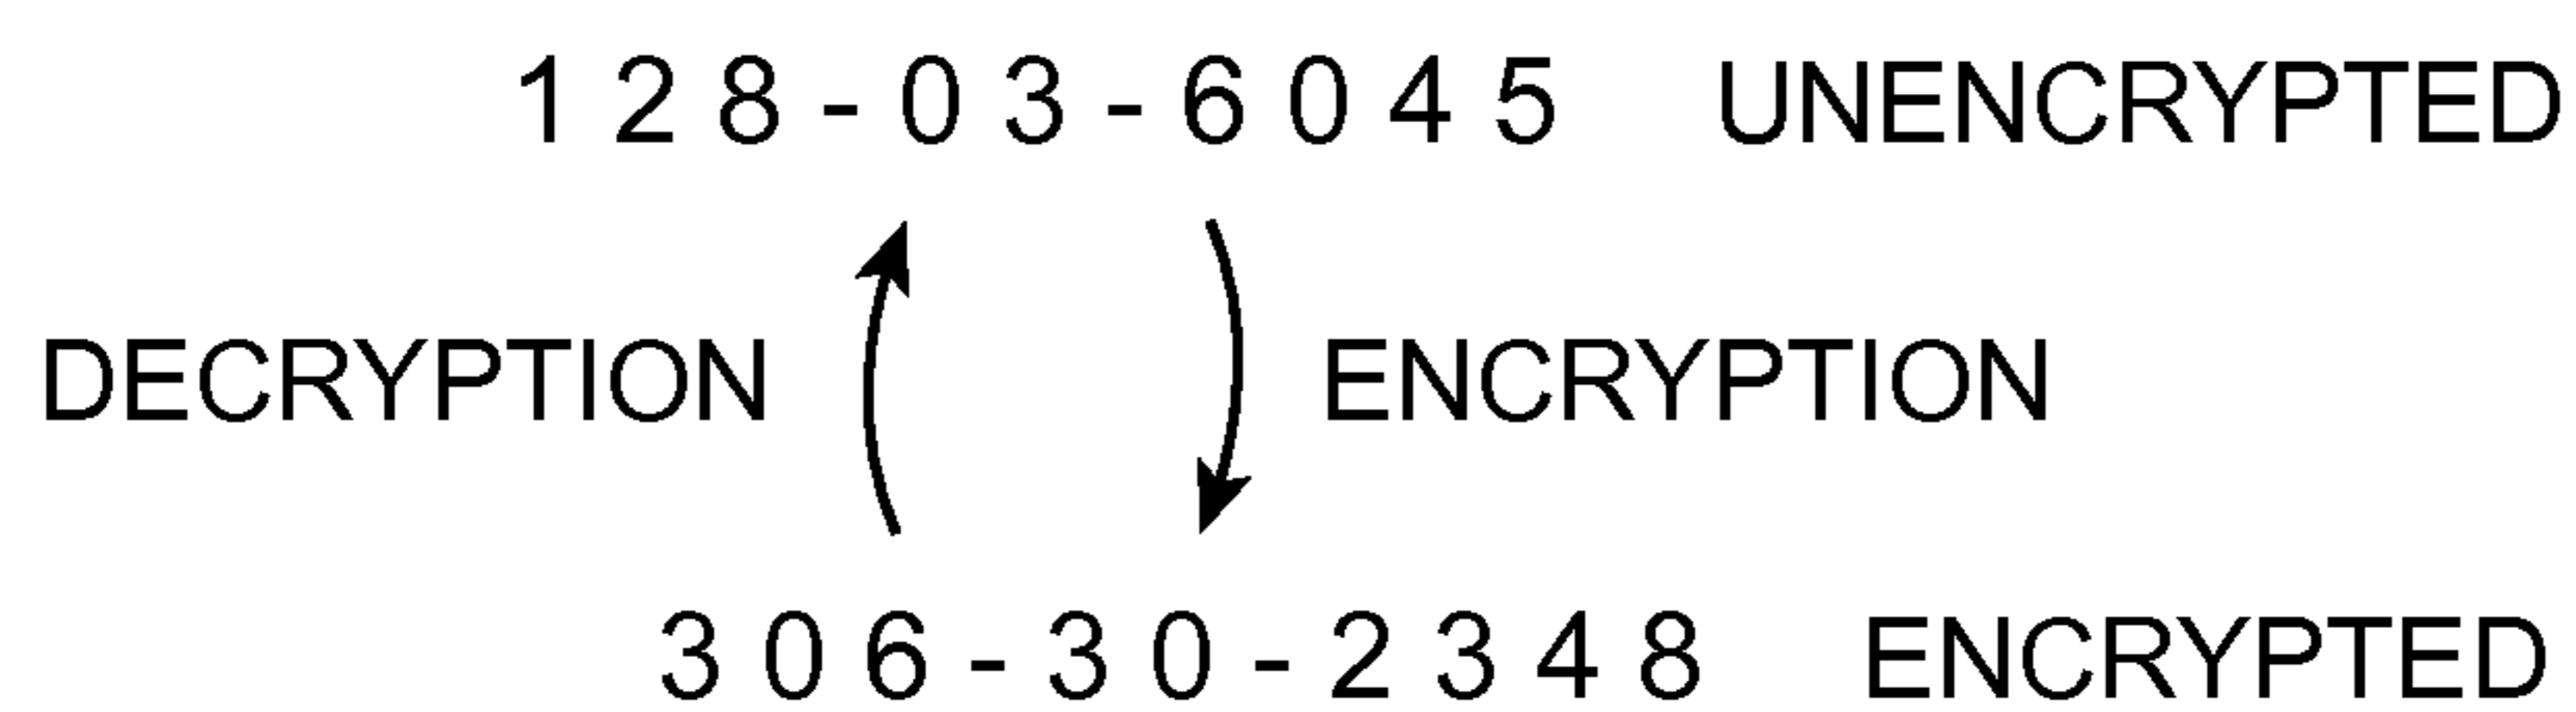 1 2 8 - 0 3 - 6 0 4 5 UNENCRYPTED
DECRYPTION ENCRYPTION
3 0 6 - 3 0 - 2 3 4 8 ENCRYPTED